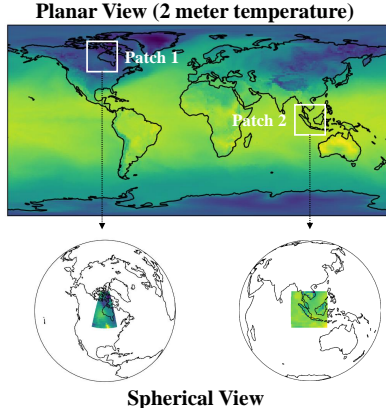 Planar View (2 meter temperature)
Patch 1
Patch 2
Spherical View